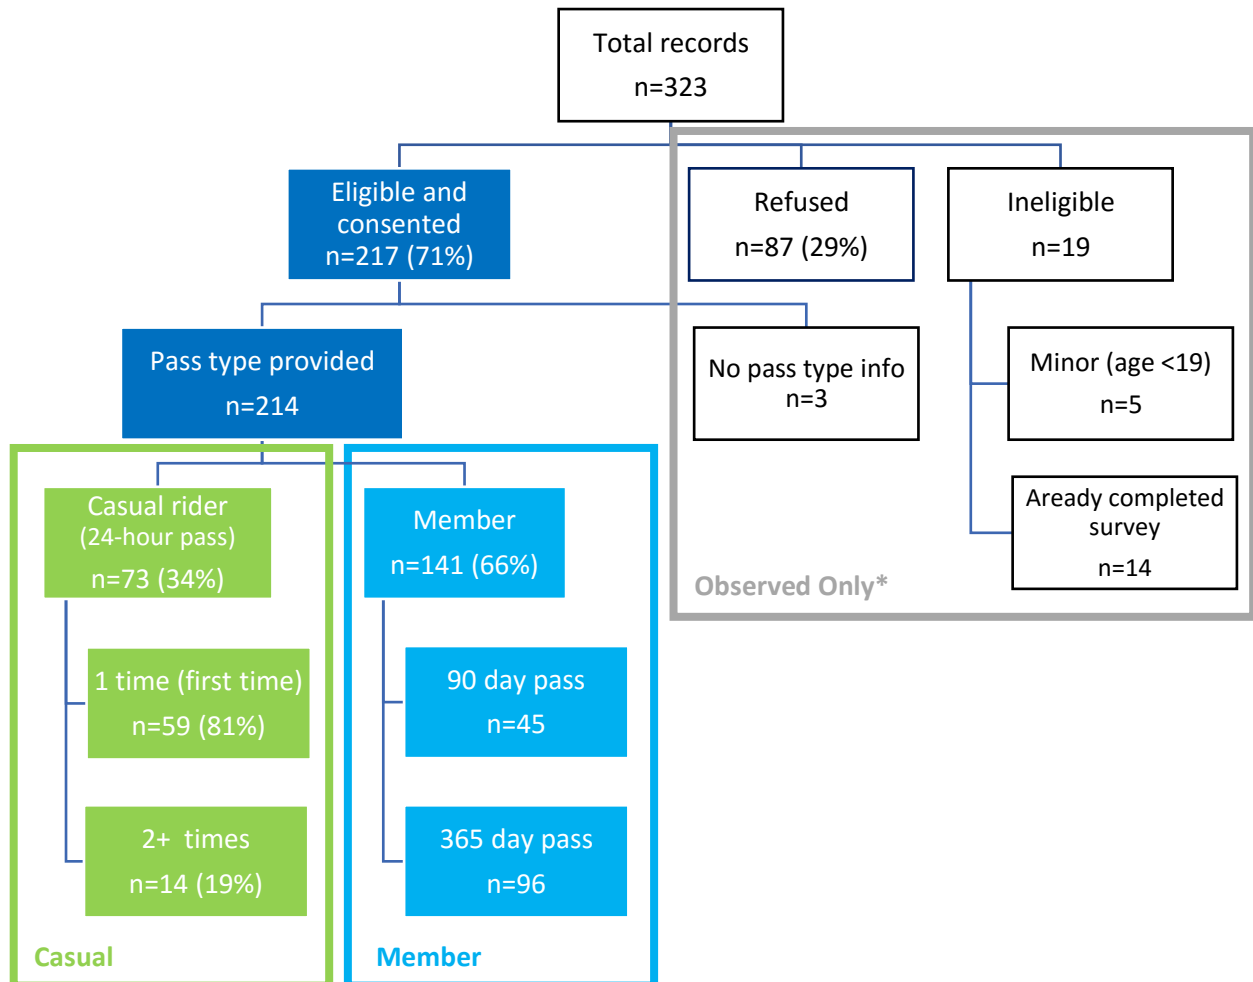 Total records
n=323
Eligible and
consented
n=217 (71%)
Refused
n=87 (29%)
Ineligible
n=19
Pass type provided
n=214
No pass type info
n=3
Minor (age <19)
n=5
Aready completed
survey
n=14
Observed Only*
Casual rider
(24-hour pass)
n=73 (34%)
Member
n=141 (66%)
1 time (first time)
n=59 (81%)
90 day pass
n=45
2+ times
n=14 (19%)
365 day pass
n=96
Casual
Member